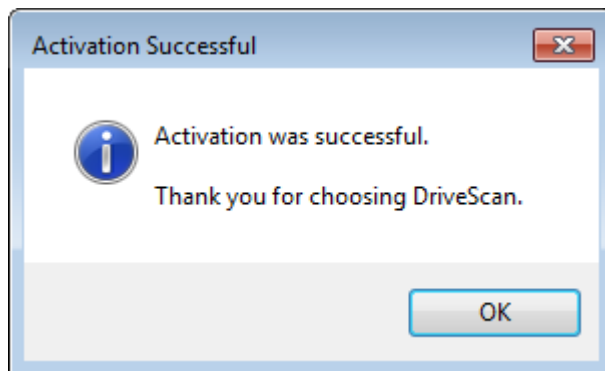 Activation Successful
Activation was successful.
Thank you for choosing DriveScan.
OK